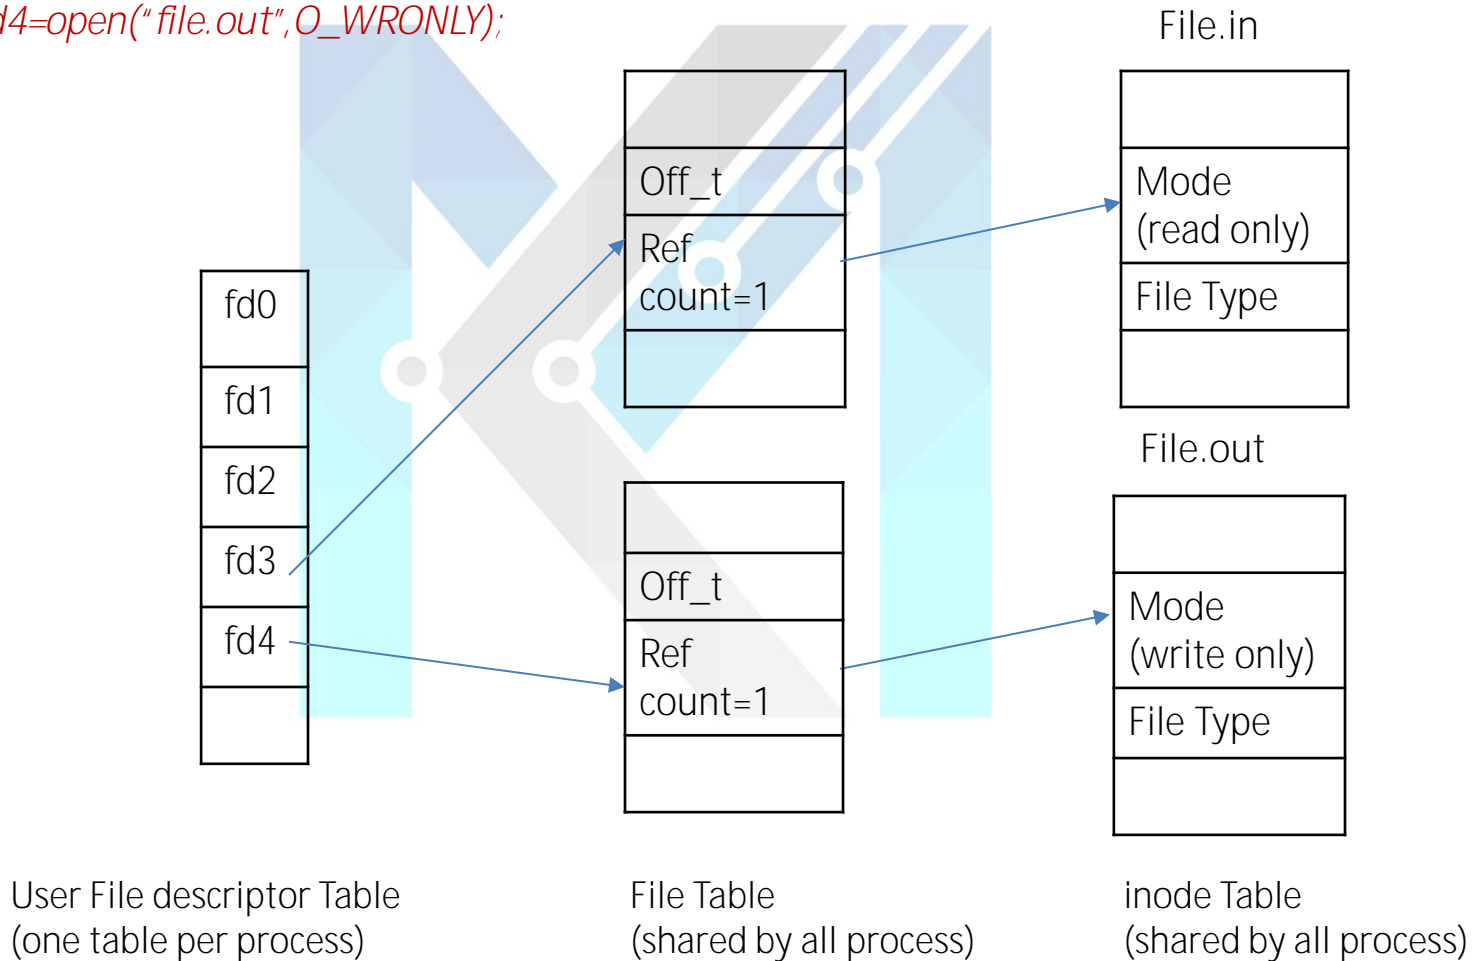 d4=open("file.out",O_WRONLY);
File.in
Off_t
Ref
count=1
Mode
(read only)
File Type
fd0
fd1
fd2
fd3
fd4
File.out
Off_t
Ref
count=1
Mode
(write only)
File Type
User File descriptor Table
(one table per process)
File Table
(shared by all process)
inode Table
(shared by all process)